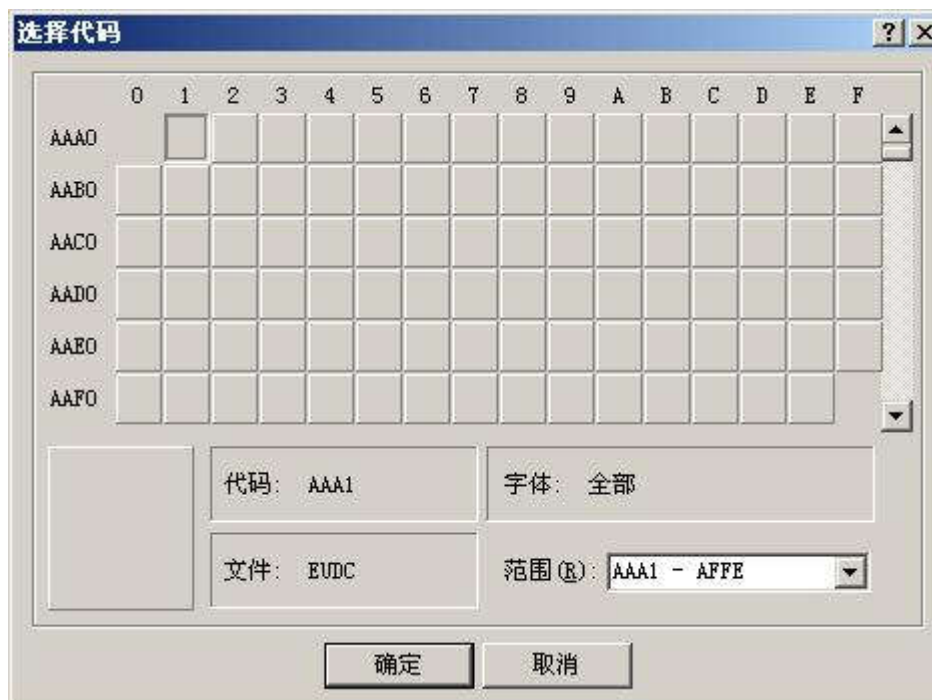 选择代码
0 1 2 3 4 5 6 7 8 9 A B C D E F
AAA0
AAB0
AAC0
AAD0
AAE0
AAF0
代码: AAA1
字体: 全部
文件: EUDC
范围(R): AAA1 - AFFE
确定
取消